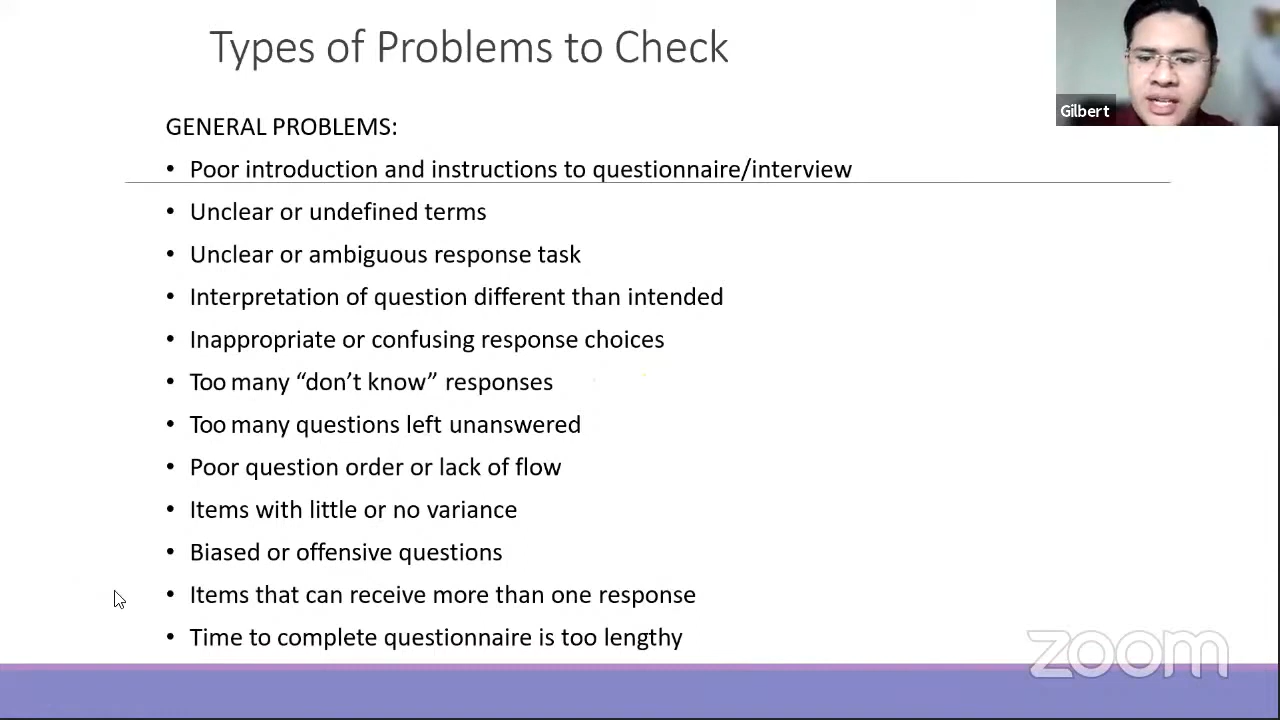 Types of Problems to Check
Gilbert
GENERAL PROBLEMS:
• Poor introduction and instructions to questionnaire/interview
• Unclear or undefined terms
• Unclear or ambiguous response task
• Interpretation of question different than intended
• Inappropriate or confusing response choices
• Too many “don’t know” responses
• Too many questions left unanswered
• Poor question order or lack of flow
• Items with little or no variance
• Biased or offensive questions
• Items that can receive more than one response
• Time to complete questionnaire is too lengthy
zoom